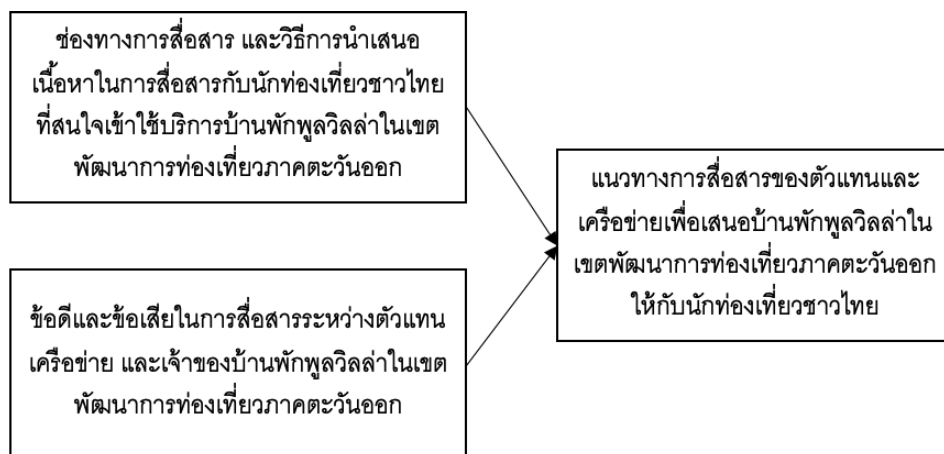 ช่องทางการสื่อสาร และวิธีการนำเสนอ
เนื้อหาในการสื่อสารกับนักท่องเที่ยวชาวไทย
ที่สนใจเข้าใช้บริการบ้านพักพูลวิลล่าในเขต
พัฒนาการท่องเที่ยวภาคตะวันออก
ข้อดีและข้อเสียในการสื่อสารระหว่างตัวแทน
เครือข่าย และเจ้าของบ้านพักพูลวิลล่าในเขต
พัฒนาการท่องเที่ยวภาคตะวันออก
แนวทางการสื่อสารของตัวแทนและ
เครือข่ายเพื่อเสนอบ้านพักพูลวิลล่าใน
เขตพัฒนาการท่องเที่ยวภาคตะวันออก
ให้กับนักท่องเที่ยวชาวไทย